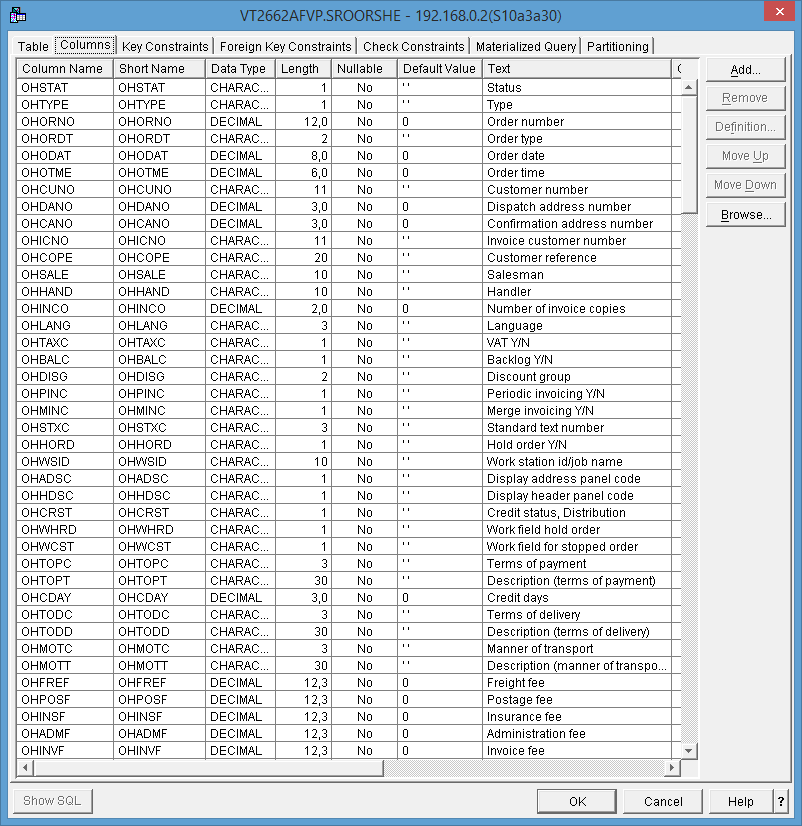 VT2662AFVP.SROORSHE - 192.168.0.2(S10a3a30)
Table Columns Key Constraints Foreign Key Constraints Check Constraints Materialized Query Partitioning
Column Name Short Name Data Type Length Nullable Default Value Text
OHSTAT OHSTAT CHARAC... 1 No ' ' Status
OHTYPE OHTYPE CHARAC... 1 No ' ' Type
OHORNO OHORNO DECIMAL 12,0 No 0 Order number
OHORDT OHORDT CHARAC... 2 No ' ' Order type
OHODAT OHODAT DECIMAL 8,0 No 0 Order date
OHOTME OHOTME DECIMAL 6,0 No 0 Order time
OHCUNO OHCUNO CHARAC... 11 No ' ' Customer number
OHDANO OHDANO DECIMAL 3,0 No 0 Dispatch address number
OHCANO OHCANO DECIMAL 3,0 No 0 Confirmation address number
OHICNO OHICNO CHARAC... 11 No ' ' Invoice customer number
OHCOPE OHCOPE CHARAC... 20 No ' ' Customer reference
OHSALE OHSALE CHARAC... 10 No ' ' Salesman
OHHAND OHHAND CHARAC... 10 No ' ' Handler
OHINCO OHINCO DECIMAL 2,0 No 0 Number of invoice copies
OHLANG OHLANG CHARAC... 3 No ' ' Language
OHTAXC OHTAXC CHARAC... 1 No ' ' VAT Y/N
OHBALC OHBALC CHARAC... 1 No ' ' Backlog Y/N
OHDISG OHDISG CHARAC... 2 No ' ' Discount group
OHPINC OHPINC CHARAC... 1 No ' ' Periodic invoicing Y/N
OHMINC OHMINC CHARAC... 1 No ' ' Merge invoicing Y/N
OHSTXC OHSTXC CHARAC... 3 No ' ' Standard text number
OHHORD OHHORD CHARAC... 1 No ' ' Hold order Y/N
OHWSID OHWSID CHARAC... 10 No ' ' Work station id/job name
OHADSC OHADSC CHARAC... 1 No ' ' Display address panel code
OHHDSC OHHDSC CHARAC... 1 No ' ' Display header panel code
OHCRST OHCRST CHARAC... 1 No ' ' Credit status, Distribution
OHWHRD OHWHRD CHARAC... 1 No ' ' Work field hold order
OHWCST OHWCST CHARAC... 1 No ' ' Work field for stopped order
OHTOPC OHTOPC CHARAC... 3 No ' ' Terms of payment
OHTOPT OHTOPT CHARAC... 30 No ' ' Description (terms of payment)
OHCDAY OHCDAY DECIMAL 3,0 No 0 Credit days
OHTODC OHTODC CHARAC... 3 No ' ' Terms of delivery
OHTODD OHTODD CHARAC... 30 No ' ' Description (terms of delivery)
OHMOTC OHMOTC CHARAC... 3 No ' ' Manner of transport
OHMOTT OHMOTT CHARAC... 30 No ' ' Description (manner of transpo...
OHFREF OHFREF DECIMAL 12,3 No 0 Freight fee
OHPOSF OHPOSF DECIMAL 12,3 No 0 Postage fee
OHINSF OHINSF DECIMAL 12,3 No 0 Insurance fee
OHADMF OHADMF DECIMAL 12,3 No 0 Administration fee
OHINVF OHINVF DECIMAL 12,3 No 0 Invoice fee
Add...
Remove
Definition...
Move Up
Move Down
Browse...
Show SQL OK Cancel Help ?